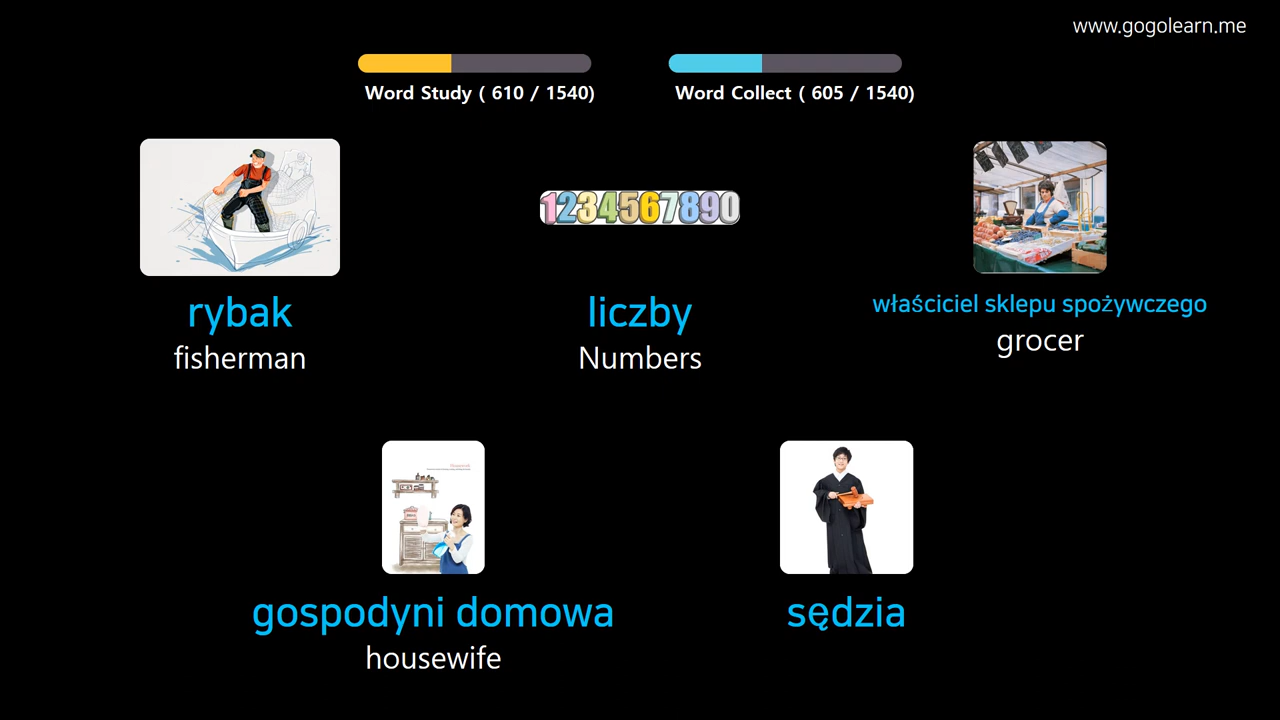 www.gogolearn.me
Word Study ( 610 / 1540)
Word Collect ( 605 / 1540)
1234567890
rybak
fisherman
liczby
Numbers
właściciel sklepu spożywczego
grocer
gospodyni domowa
housewife
sędzia